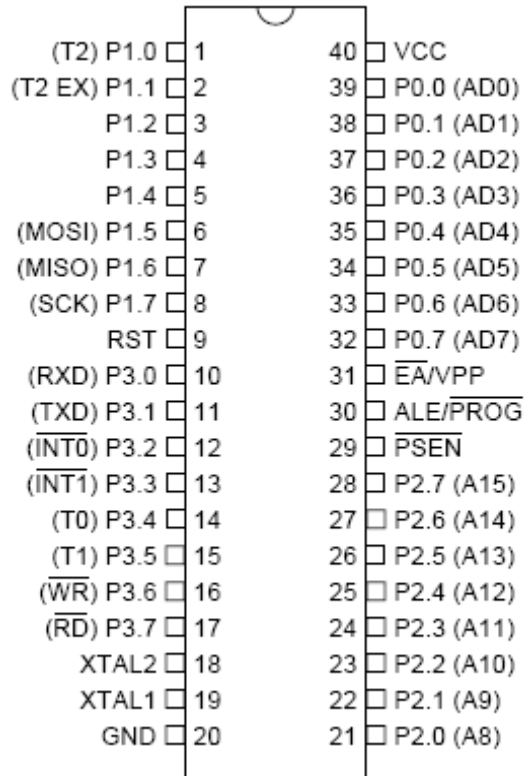 (T2) P1.0 1 40 VCC
(T2 EX) P1.1 2 39 P0.0 (AD0)
P1.2 3 38 P0.1 (AD1)
P1.3 4 37 P0.2 (AD2)
P1.4 5 36 P0.3 (AD3)
(MOSI) P1.5 6 35 P0.4 (AD4)
(MISO) P1.6 7 34 P0.5 (AD5)
(SCK) P1.7 8 33 P0.6 (AD6)
RST 9 32 P0.7 (AD7)
(RXD) P3.0 10 31 E̅A̅/VPP
(TXD) P3.1 11 30 ALE/P̅R̅O̅G̅
(I̅N̅T̅0̅) P3.2 12 29 P̅S̅E̅N̅
(I̅N̅T̅1̅) P3.3 13 28 P2.7 (A15)
(T0) P3.4 14 27 P2.6 (A14)
(T1) P3.5 15 26 P2.5 (A13)
(W̅R̅) P3.6 16 25 P2.4 (A12)
(R̅D̅) P3.7 17 24 P2.3 (A11)
XTAL2 18 23 P2.2 (A10)
XTAL1 19 22 P2.1 (A9)
GND 20 21 P2.0 (A8)